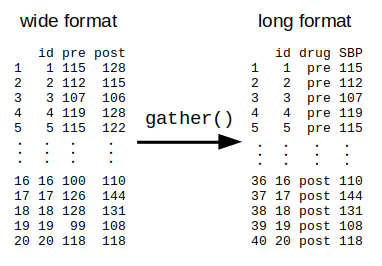 wide format
id pre post
1 1 115 128
2 2 112 115
3 3 107 106
4 4 119 128
5 5 115 122
. . . .
. . . .
. . . .
16 16 100 110
17 17 126 144
18 18 128 131
19 19 99 108
20 20 118 118
gather()
long format
id drug SBP
1 1 pre 115
2 2 pre 112
3 3 pre 107
4 4 pre 119
5 5 pre 115
. . . .
. . . .
. . . .
36 16 post 110
37 17 post 144
38 18 post 131
39 19 post 108
40 20 post 118